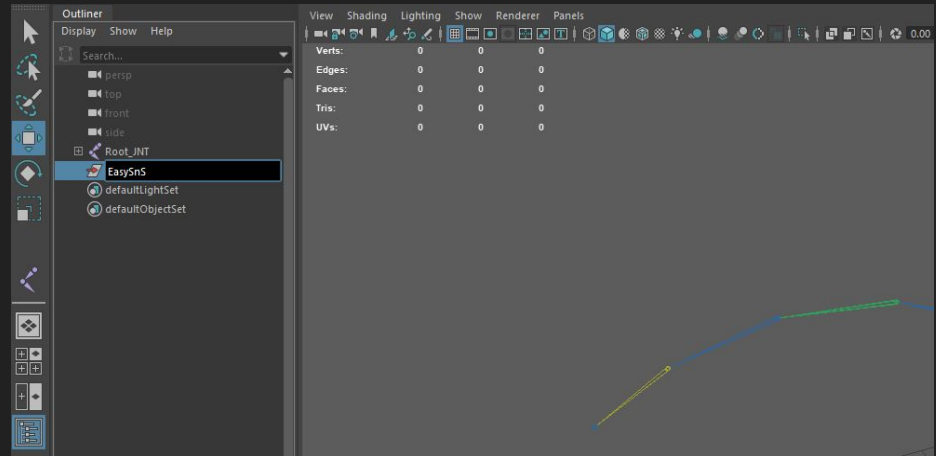 Outliner
Display Show Help
Search...
persp
top
front
side
Root_JNT
EasySnS
defaultLightSet
defaultObjectSet
View Shading Lighting Show Renderer Panels
0.00
Verts: 0 0 0
Edges: 0 0 0
Faces: 0 0 0
Tris: 0 0 0
UVs: 0 0 0